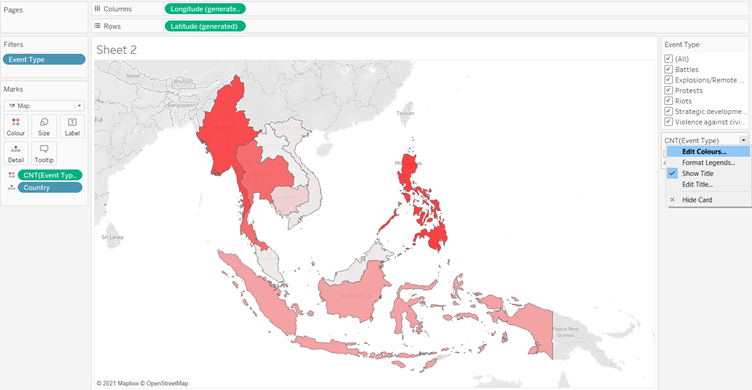 Pages
Columns
Longitude (generate..
Rows
Latitude (generated)
Filters
Event Type
Marks
Map
Colour
Size
Label
Detail
Tooltip
CNT(Event Typ..
Country
Sheet 2
Nepal
Bhutan
Bangladesh
Taiwan
Sri Lanka
Papua New
Guinea
© 2021 Mapbox © OpenStreetMap
Event Type
(All)
Battles
Explosions/Remote ...
Protests
Riots
Strategic developme...
Violence against civi...
CNT(Event Type)
Edit Colours...
Format Legends...
Show Title
Edit Title...
Hide Card